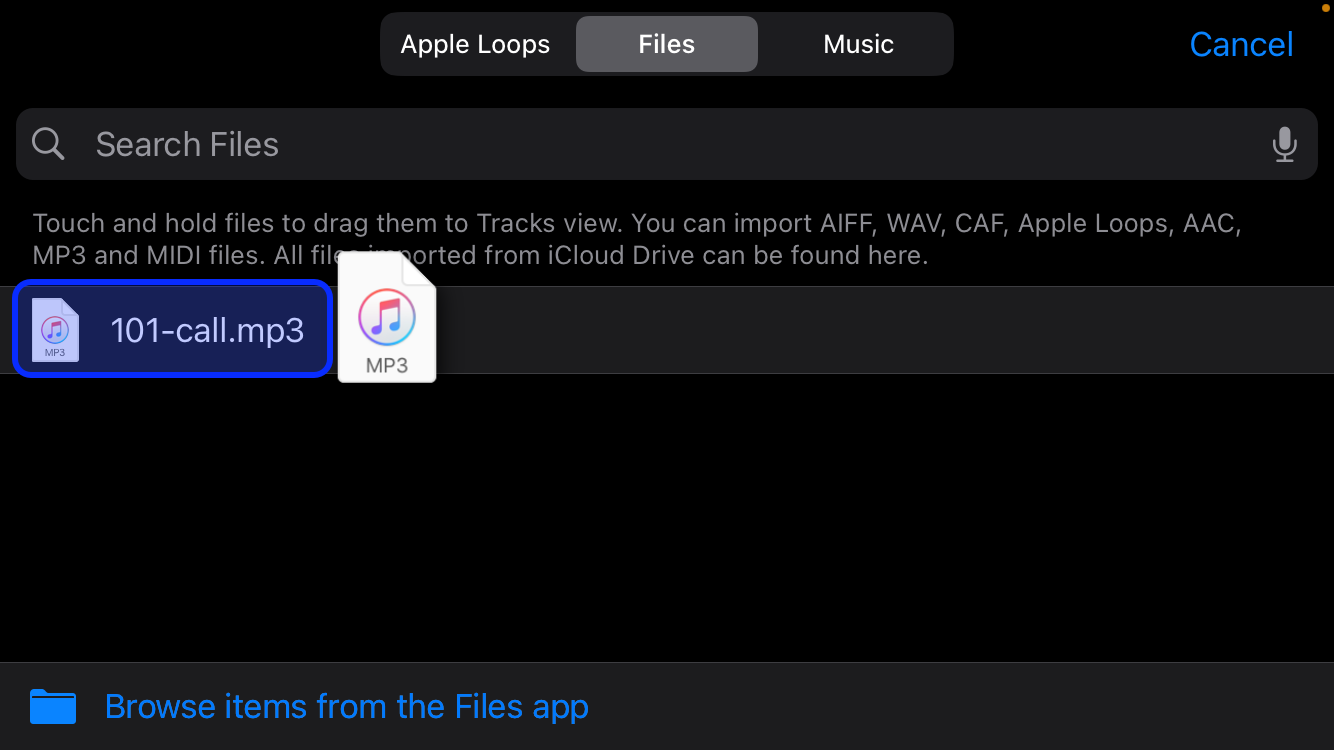 Apple Loops Files Music Cancel
Search Files
Touch and hold files to drag them to Tracks view. You can import AIFF, WAV, CAF, Apple Loops, AAC,
MP3 and MIDI files. All files imported from iCloud Drive can be found here.
101-call.mp3
MP3
MP3
Browse items from the Files app